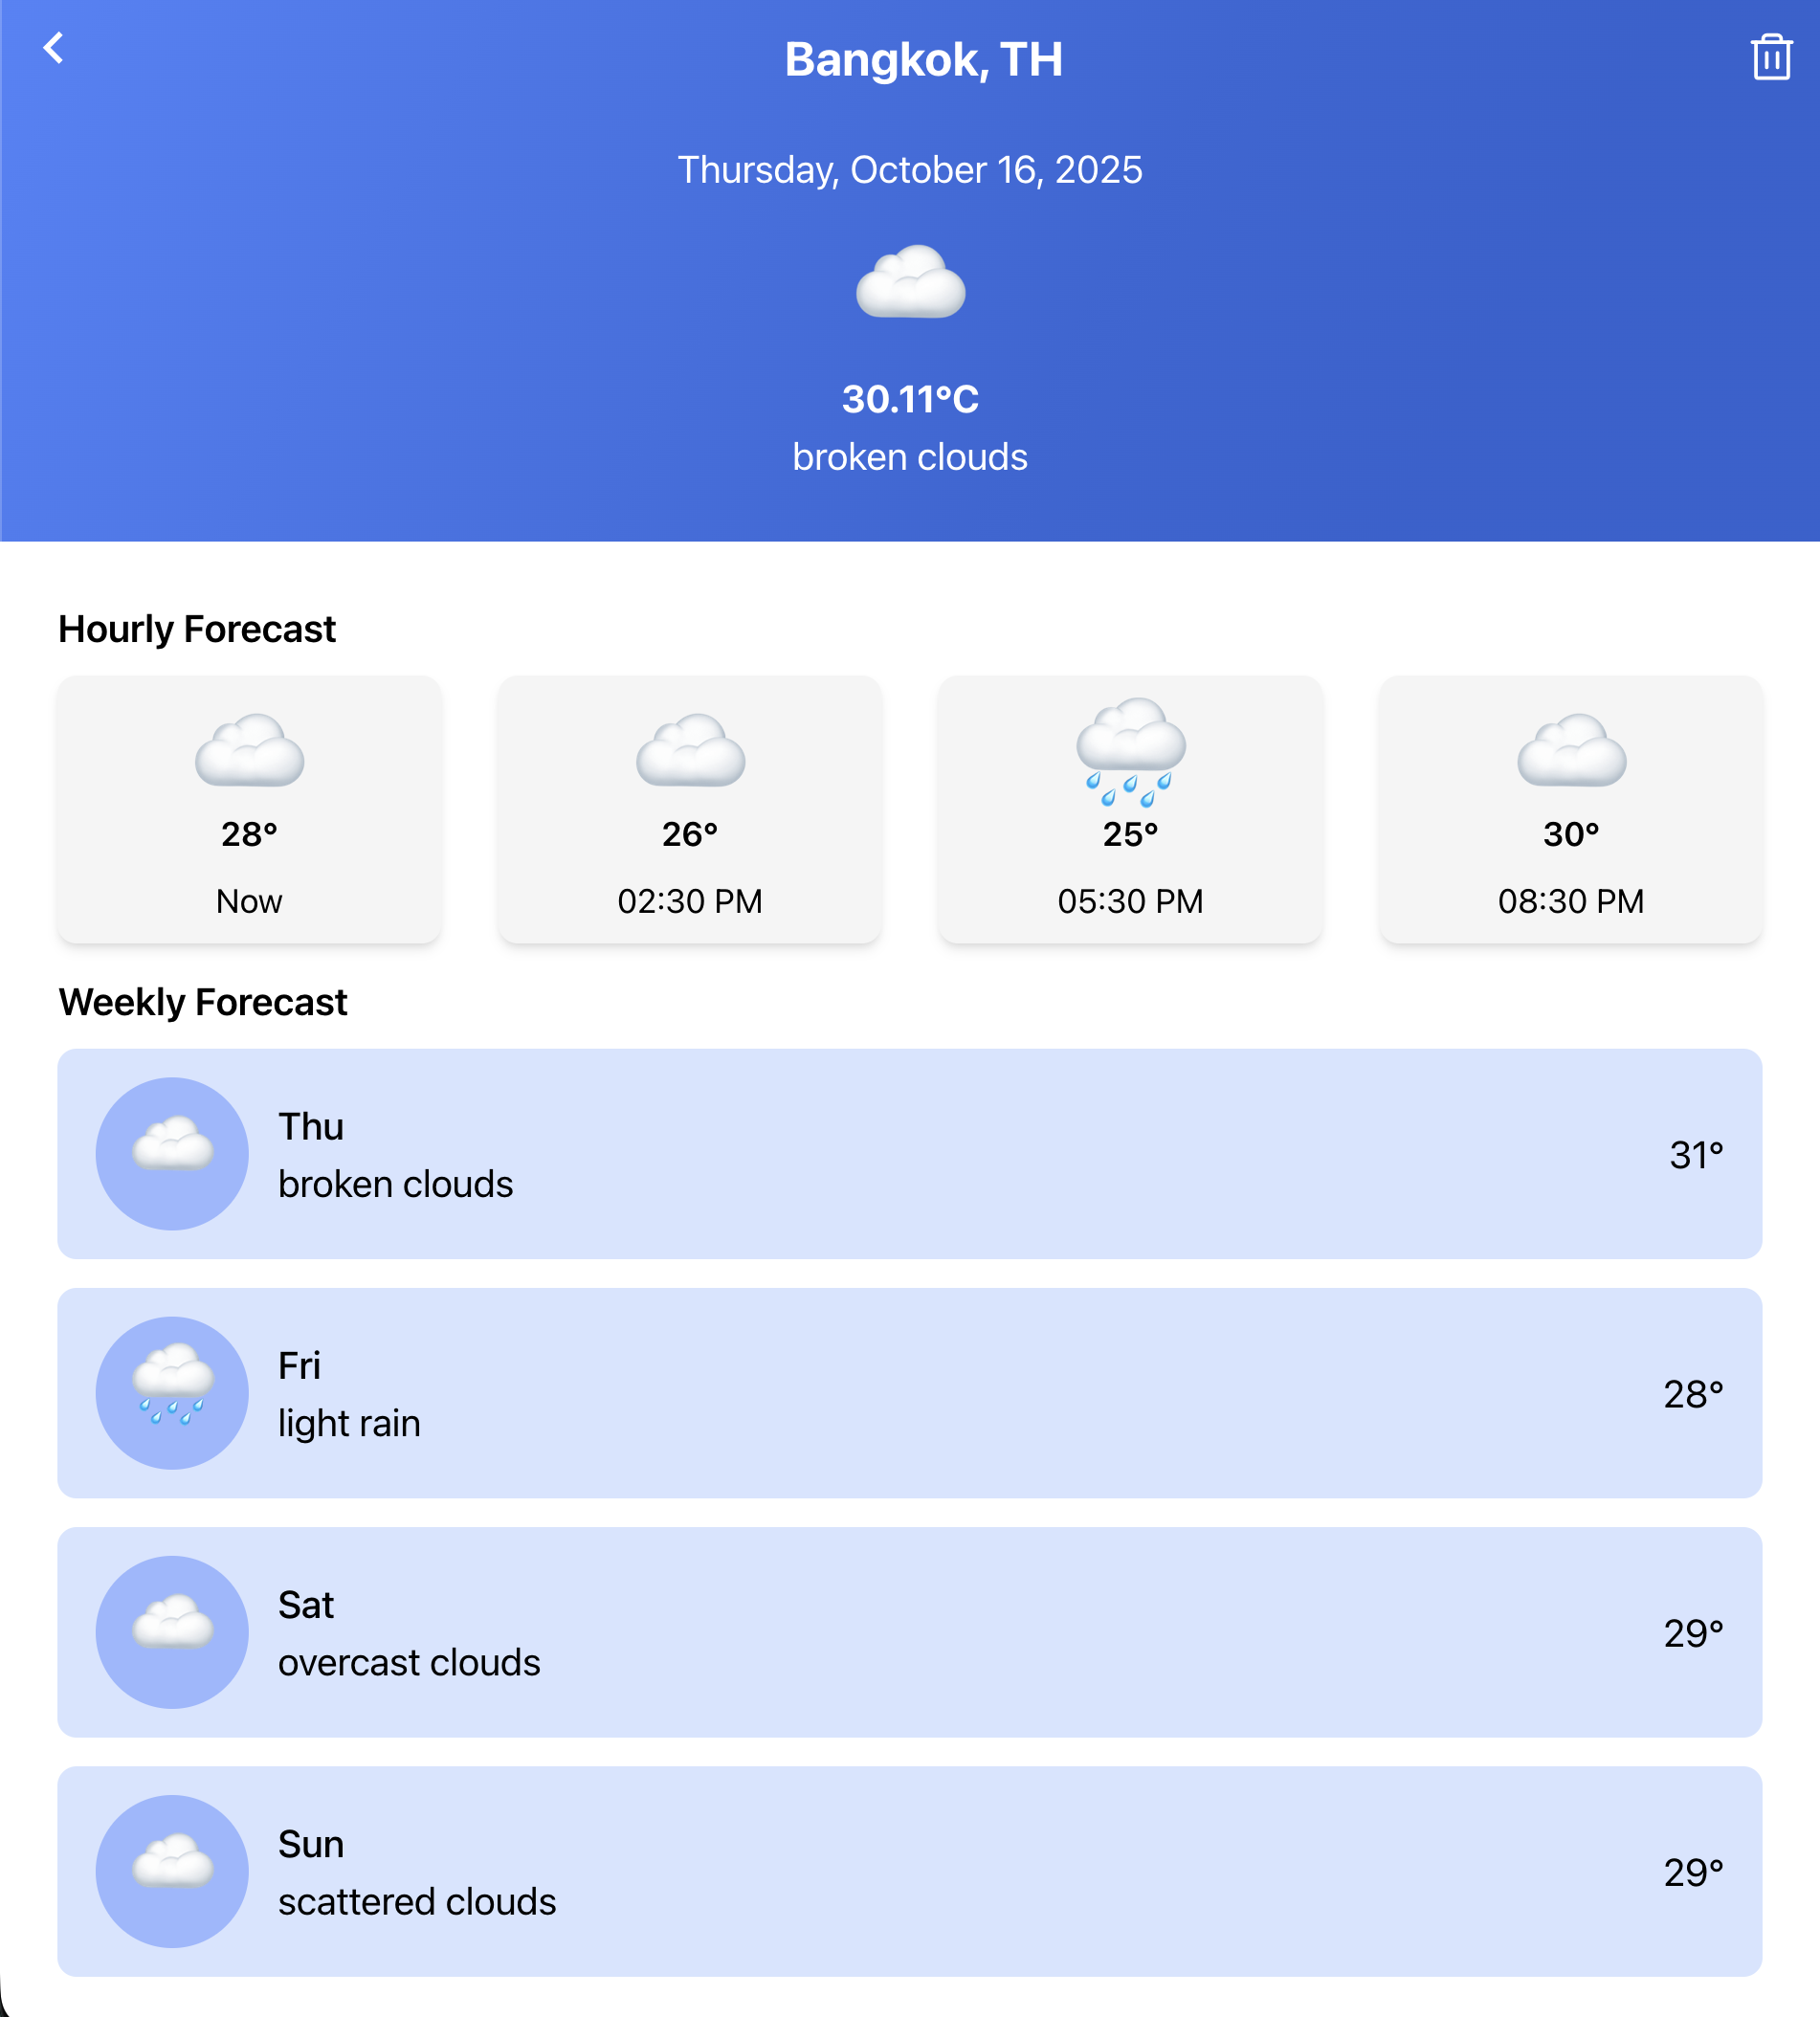 Bangkok, TH
Thursday, October 16, 2025
30.11°C
broken clouds
Hourly Forecast
28°
Now
26°
02:30 PM
25°
05:30 PM
30°
08:30 PM
Weekly Forecast
Thu
broken clouds
31°
Fri
light rain
28°
Sat
overcast clouds
29°
Sun
scattered clouds
29°